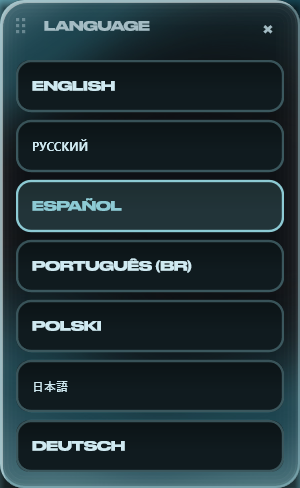 LANGUAGE
ENGLISH
РУССКИЙ
ESPAÑOL
PORTUGUÊS (BR)
POLSKI
日本語
DEUTSCH